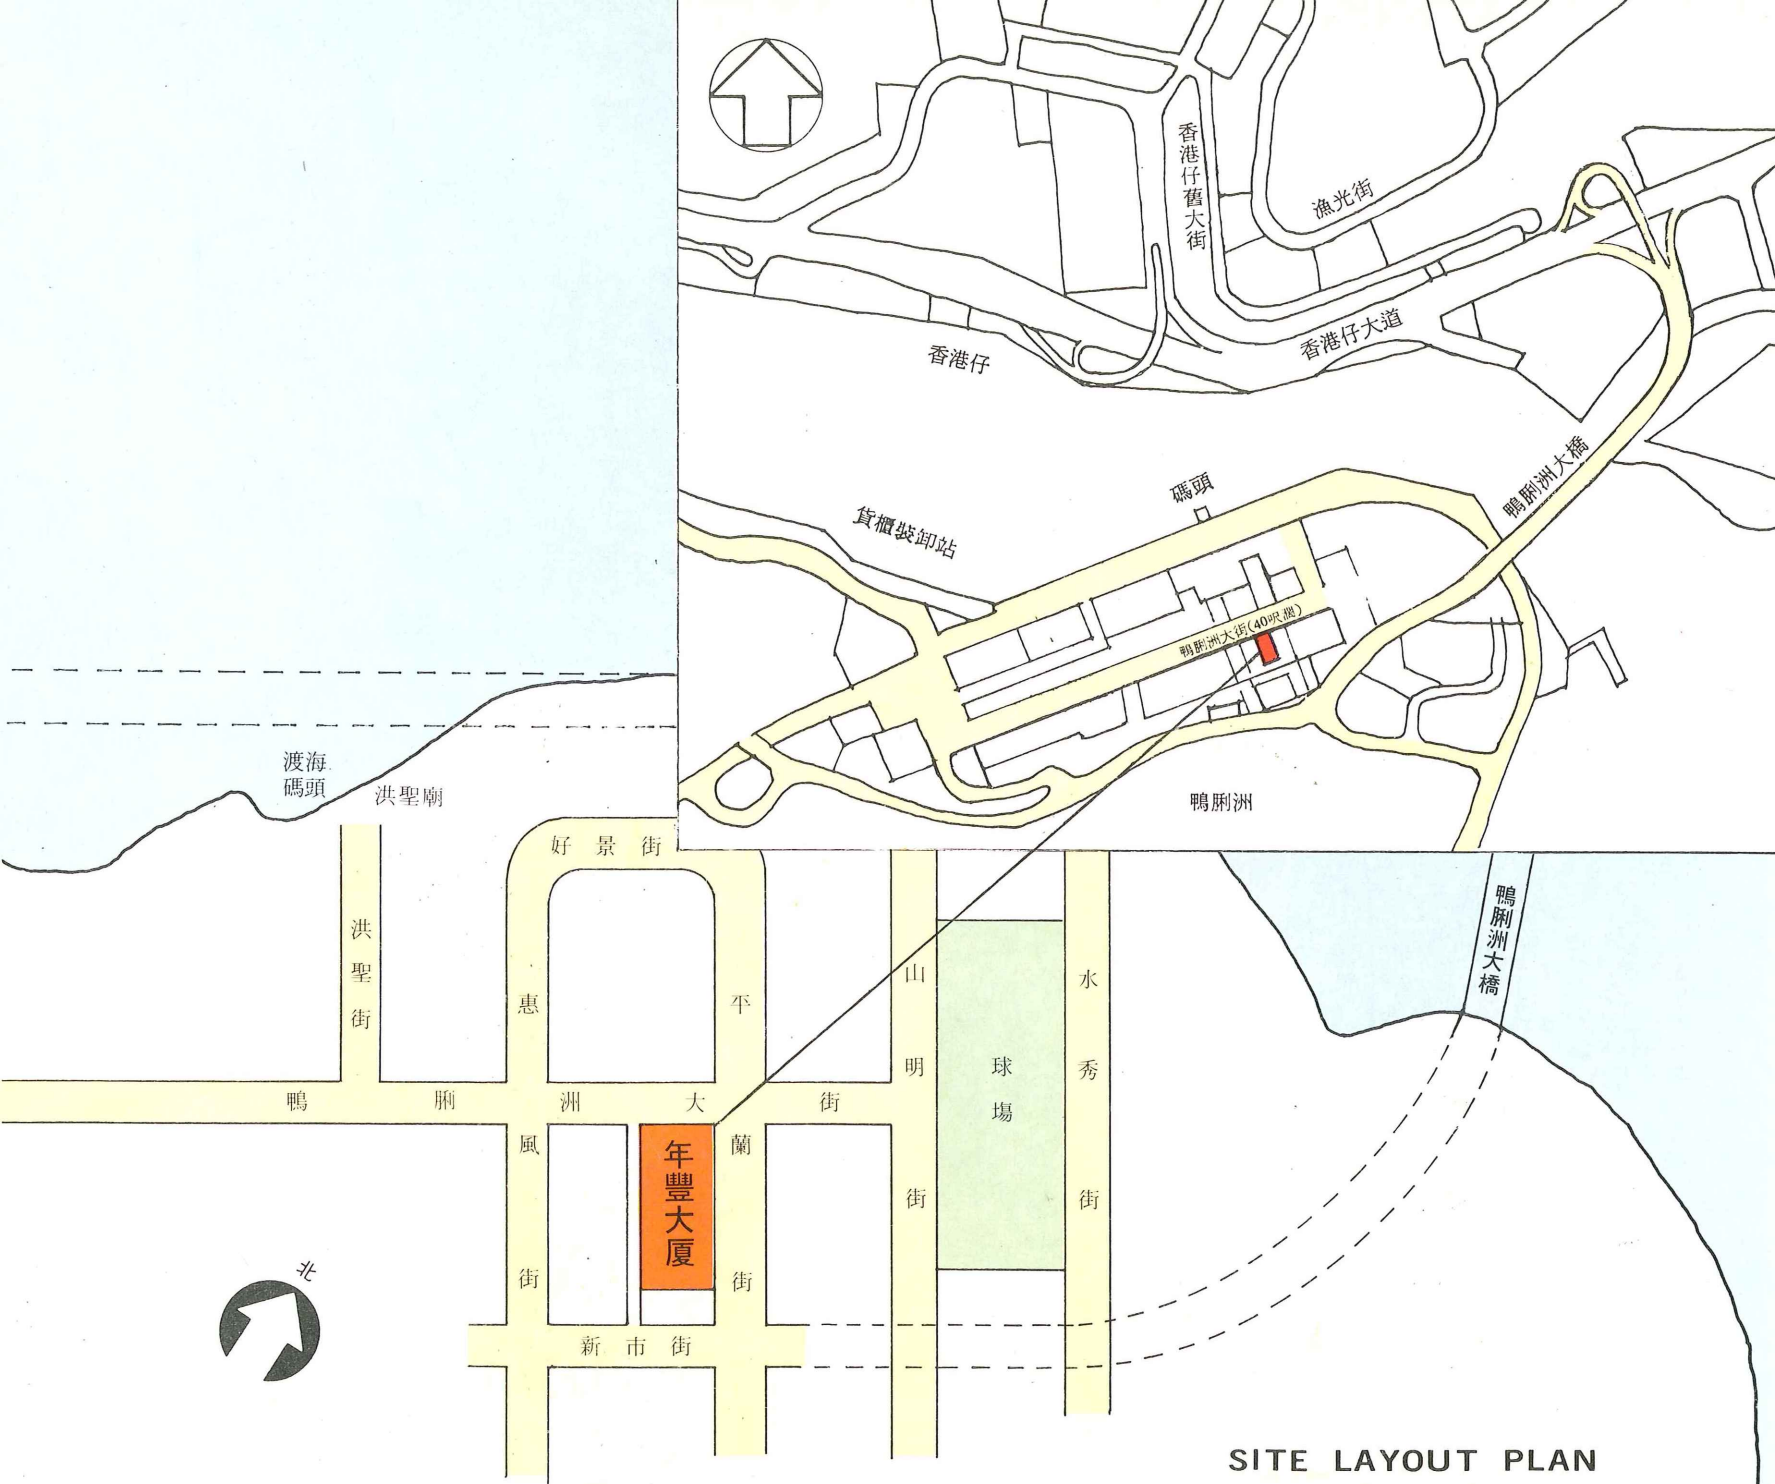 香港仔舊大街
漁光街
香港仔大道
香港仔
鴨脷洲大橋
碼頭
貨櫃裝卸站
鴨脷洲大街(40呎濶)
鴨脷洲
渡海
碼頭
洪聖廟
好景街
洪聖街
惠風街
平蘭街
山明街
水秀街
球塲
鴨脷洲大橋
鴨脷洲大街
年豐大厦
新市街
北
SITE LAYOUT PLAN